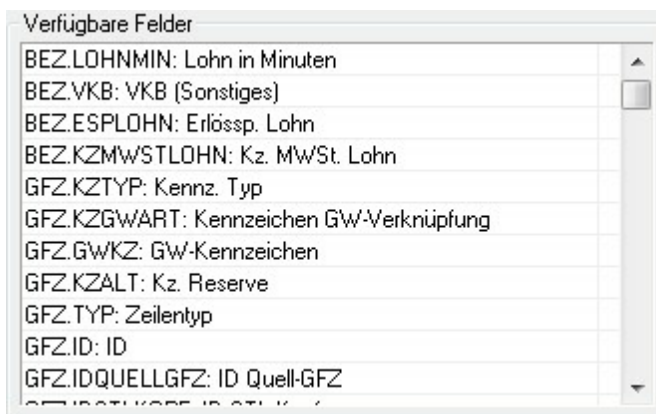 Verfügbare Felder
BEZ.LOHNMIN: Lohn in Minuten
BEZ.VKB: VKB (Sonstiges)
BEZ.ESPLOHN: Erlössp. Lohn
BEZ.KZMWSTLOHN: Kz. MWSt. Lohn
GFZ.KZTYP: Kennz. Typ
GFZ.KZGWART: Kennzeichen GW-Verknüpfung
GFZ.GWKZ: GW-Kennzeichen
GFZ.KZALT: Kz. Reserve
GFZ.TYP: Zeilentyp
GFZ.ID: ID
GFZ.IDQUELLGFZ: ID Quell-GFZ